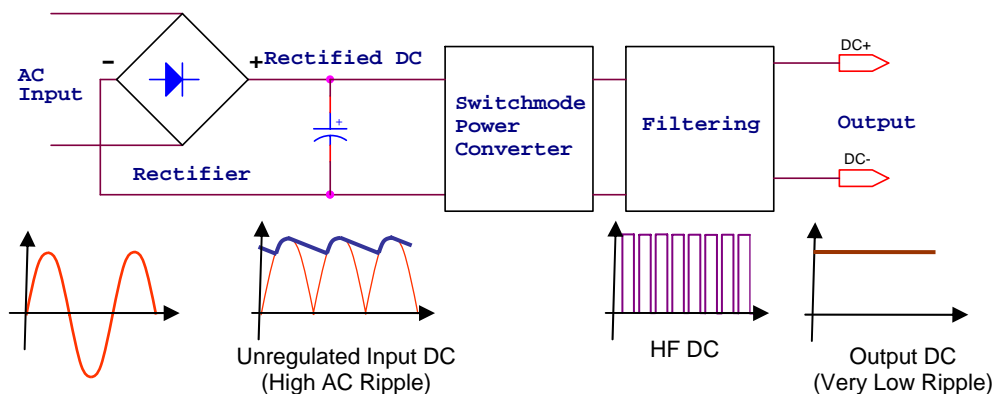 AC
Input
-
+
Rectified DC
+
Rectifier
Switchmode
Power
Converter
Filtering
DC+
Output
DC-
Unregulated Input DC
(High AC Ripple)
HF DC
Output DC
(Very Low Ripple)